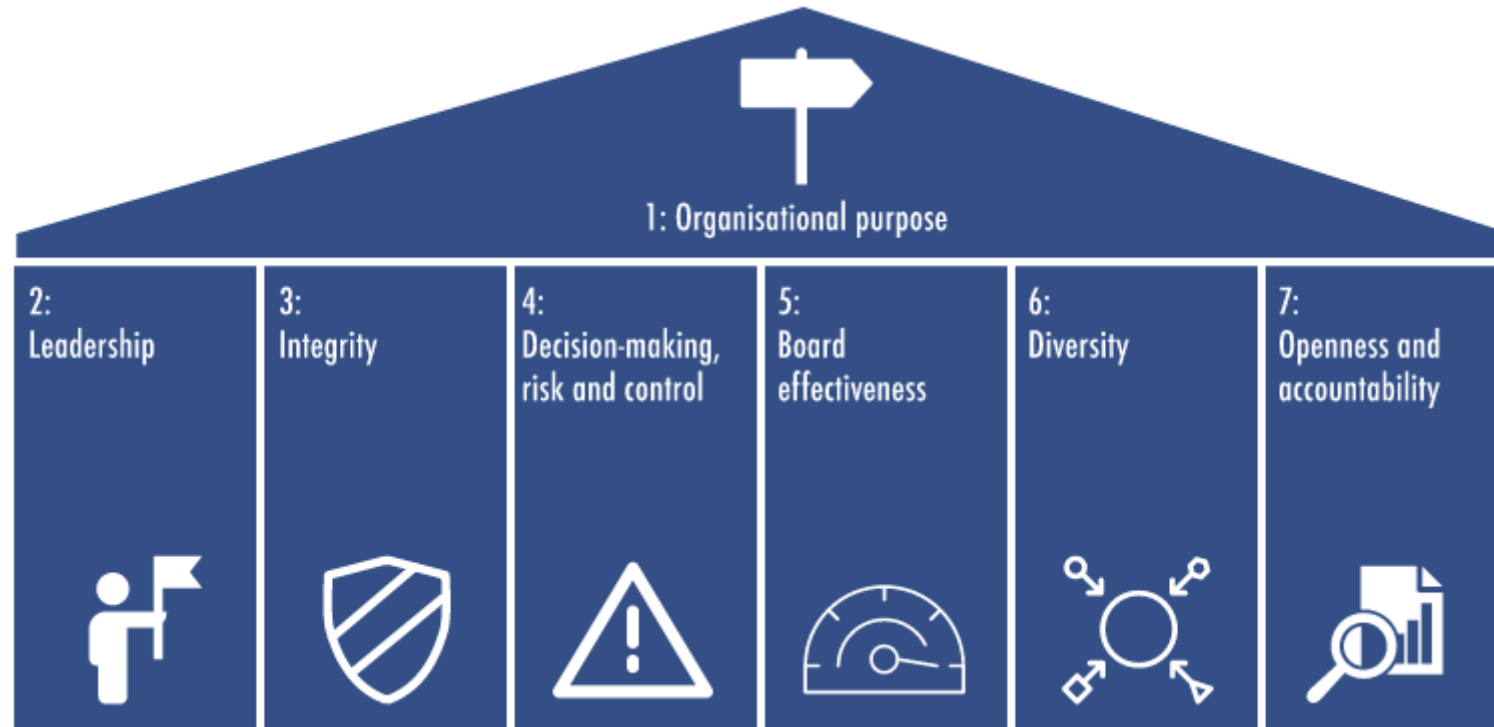 1: Organisational purpose
2:
Leadership
3:
Integrity
4:
Decision-making,
risk and control
5:
Board
effectiveness
6:
Diversity
7:
Openness and
accountability